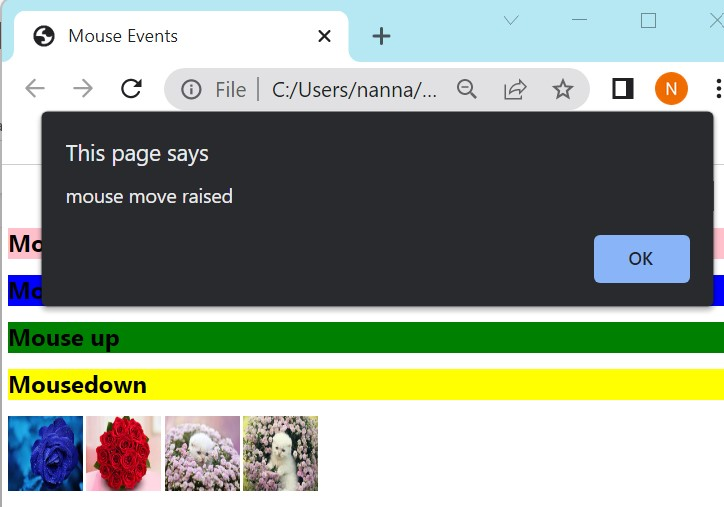 Mouse Events
File C:/Users/nanna/...
N
This page says
mouse move raised
OK
Mo
Mo
Mouse up
Mousedown